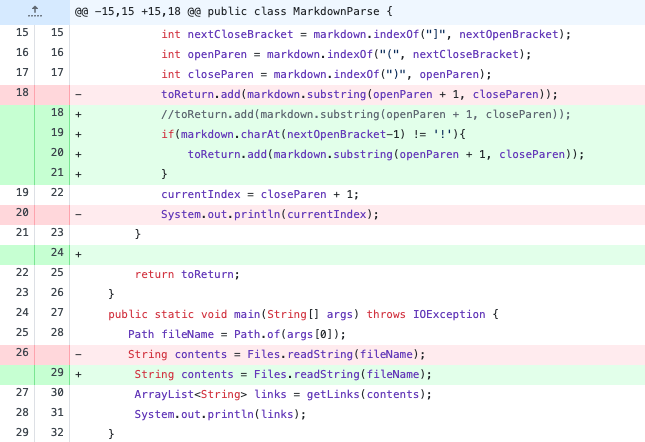 @@ -15,15 +15,18 @@ public class MarkdownParse {
15 15 int nextCloseBracket = markdown.indexOf("]", nextOpenBracket);
16 16 int openParen = markdown.indexOf("(", nextCloseBracket);
17 17 int closeParen = markdown.indexOf(")", openParen);
18 - toReturn.add(markdown.substring(openParen + 1, closeParen));
18 + //toReturn.add(markdown.substring(openParen + 1, closeParen));
19 + if(markdown.charAt(nextOpenBracket-1) != '!'){
20 + toReturn.add(markdown.substring(openParen + 1, closeParen));
21 + }
19 22 currentIndex = closeParen + 1;
20 - System.out.println(currentIndex);
21 23 }
24 +
22 25 return toReturn;
23 26 }
24 27 public static void main(String[] args) throws IOException {
25 28 Path fileName = Path.of(args[0]);
26 - String contents = Files.readString(fileName);
29 + String contents = Files.readString(fileName);
27 30 ArrayList<String> links = getLinks(contents);
28 31 System.out.println(links);
29 32 }